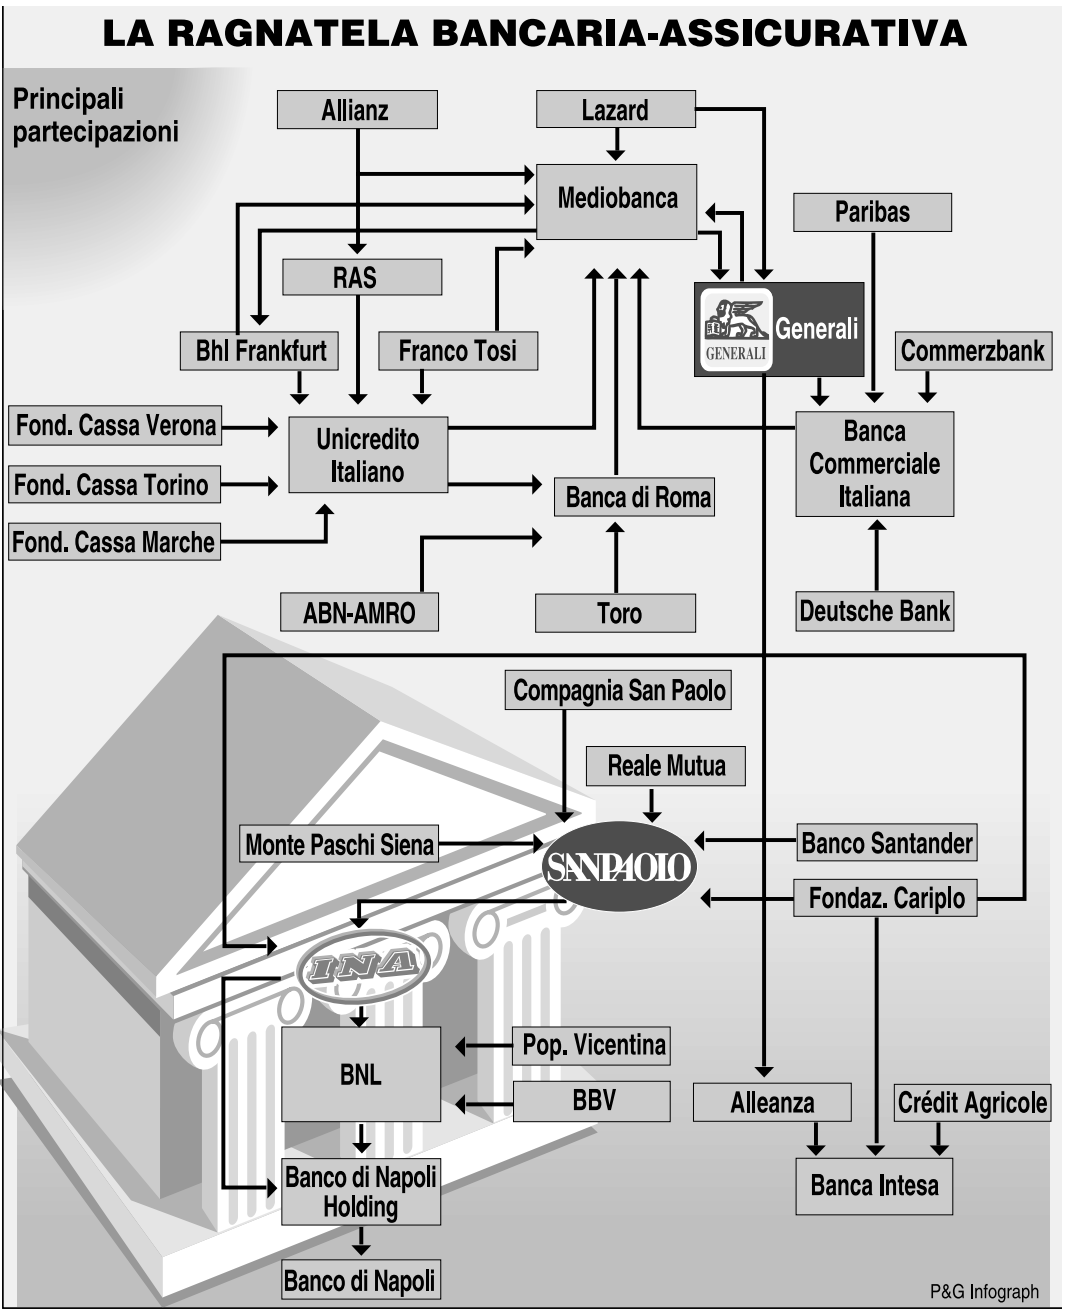 LA RAGNATELA BANCARIA-ASSICURATIVA
Principali
partecipazioni
Allianz
Lazard
Mediobanca
Paribas
RAS
GENERALI
Generali
Bhl Frankfurt
Franco Tosi
Commerzbank
Fond. Cassa Verona
Unicredito
Italiano
Banca
Commerciale
Italiana
Fond. Cassa Torino
Banca di Roma
Fond. Cassa Marche
ABN-AMRO
Toro
Deutsche Bank
Compagnia San Paolo
Reale Mutua
Monte Paschi Siena
SANPAOLO
Banco Santander
Fondaz. Cariplo
INA
Pop. Vicentina
BNL
BBV
Alleanza
Crédit Agricole
Banco di Napoli
Holding
Banca Intesa
Banco di Napoli
P&G Infograph